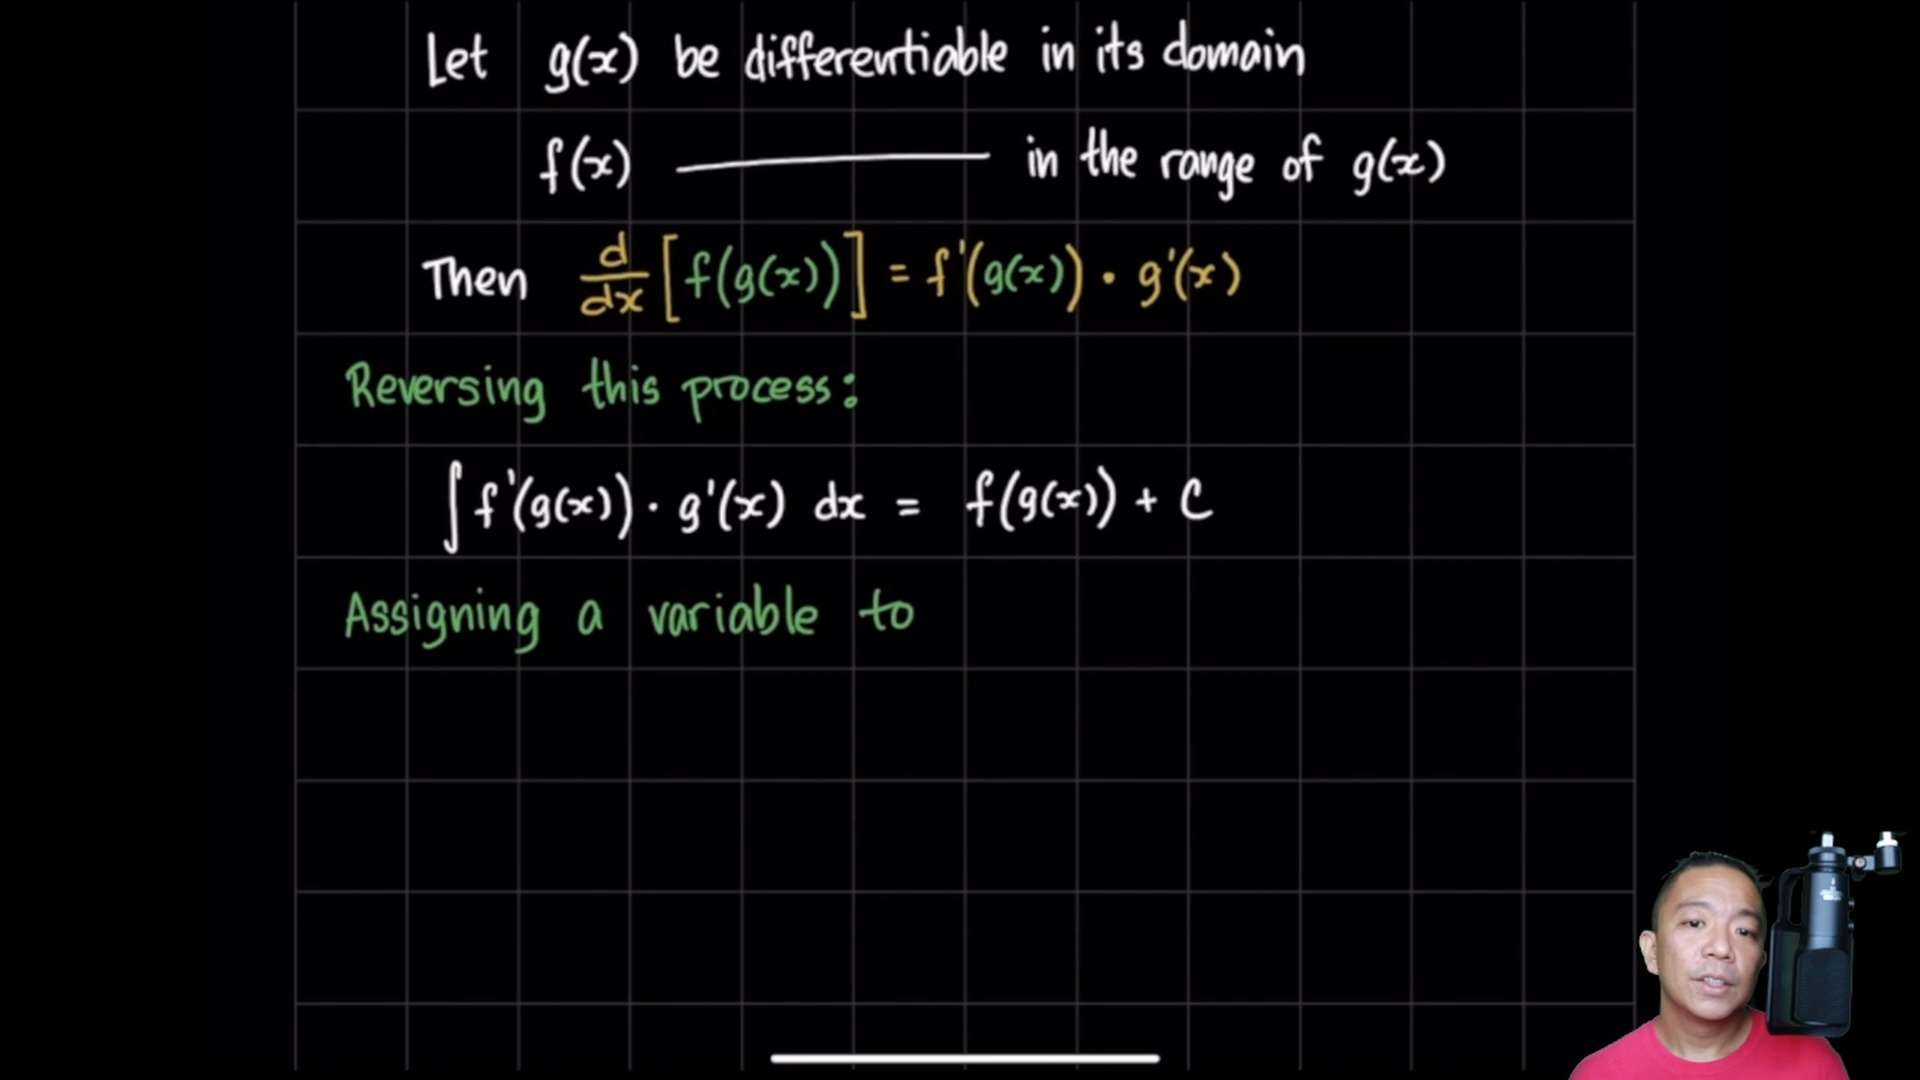 Let g(x) be differentiable in its domain
f(x) ———— in the range of g(x)
Then d/dx [f(g(x))] = f'(g(x)) · g'(x)
Reversing this process:
∫ f'(g(x)) · g'(x) dx = f(g(x)) + C
Assigning a variable to